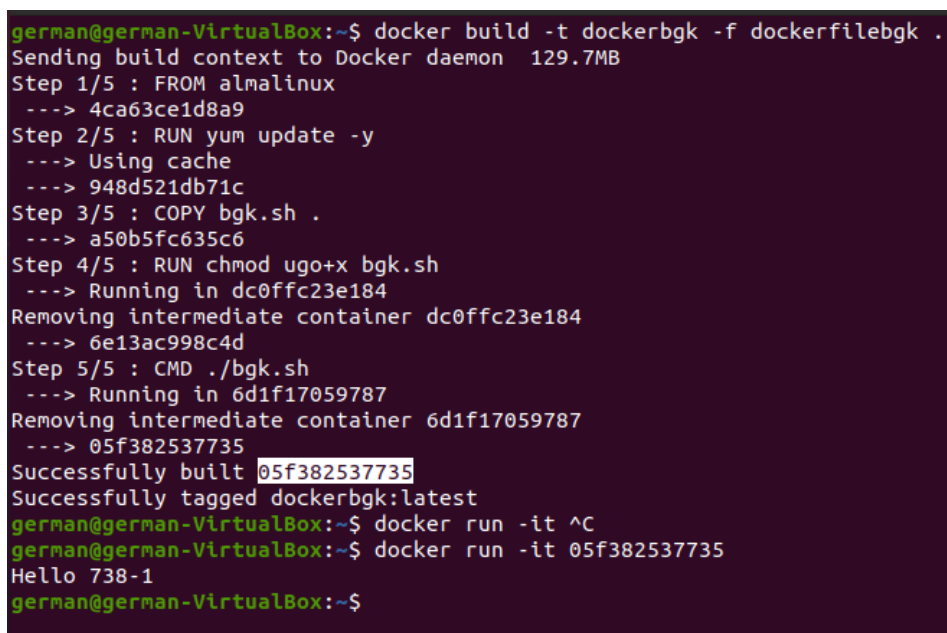 german@german-VirtualBox:~$ docker build -t dockerbgk -f dockerfilebgk .
Sending build context to Docker daemon  129.7MB
Step 1/5 : FROM almalinux
 ---> 4ca63ce1d8a9
Step 2/5 : RUN yum update -y
 ---> Using cache
 ---> 948d521db71c
Step 3/5 : COPY bgk.sh .
 ---> a50b5fc635c6
Step 4/5 : RUN chmod ugo+x bgk.sh
 ---> Running in dc0ffc23e184
Removing intermediate container dc0ffc23e184
 ---> 6e13ac998c4d
Step 5/5 : CMD ./bgk.sh
 ---> Running in 6d1f17059787
Removing intermediate container 6d1f17059787
 ---> 05f382537735
Successfully built 05f382537735
Successfully tagged dockerbgk:latest
german@german-VirtualBox:~$ docker run -it ^C
german@german-VirtualBox:~$ docker run -it 05f382537735
Hello 738-1
german@german-VirtualBox:~$